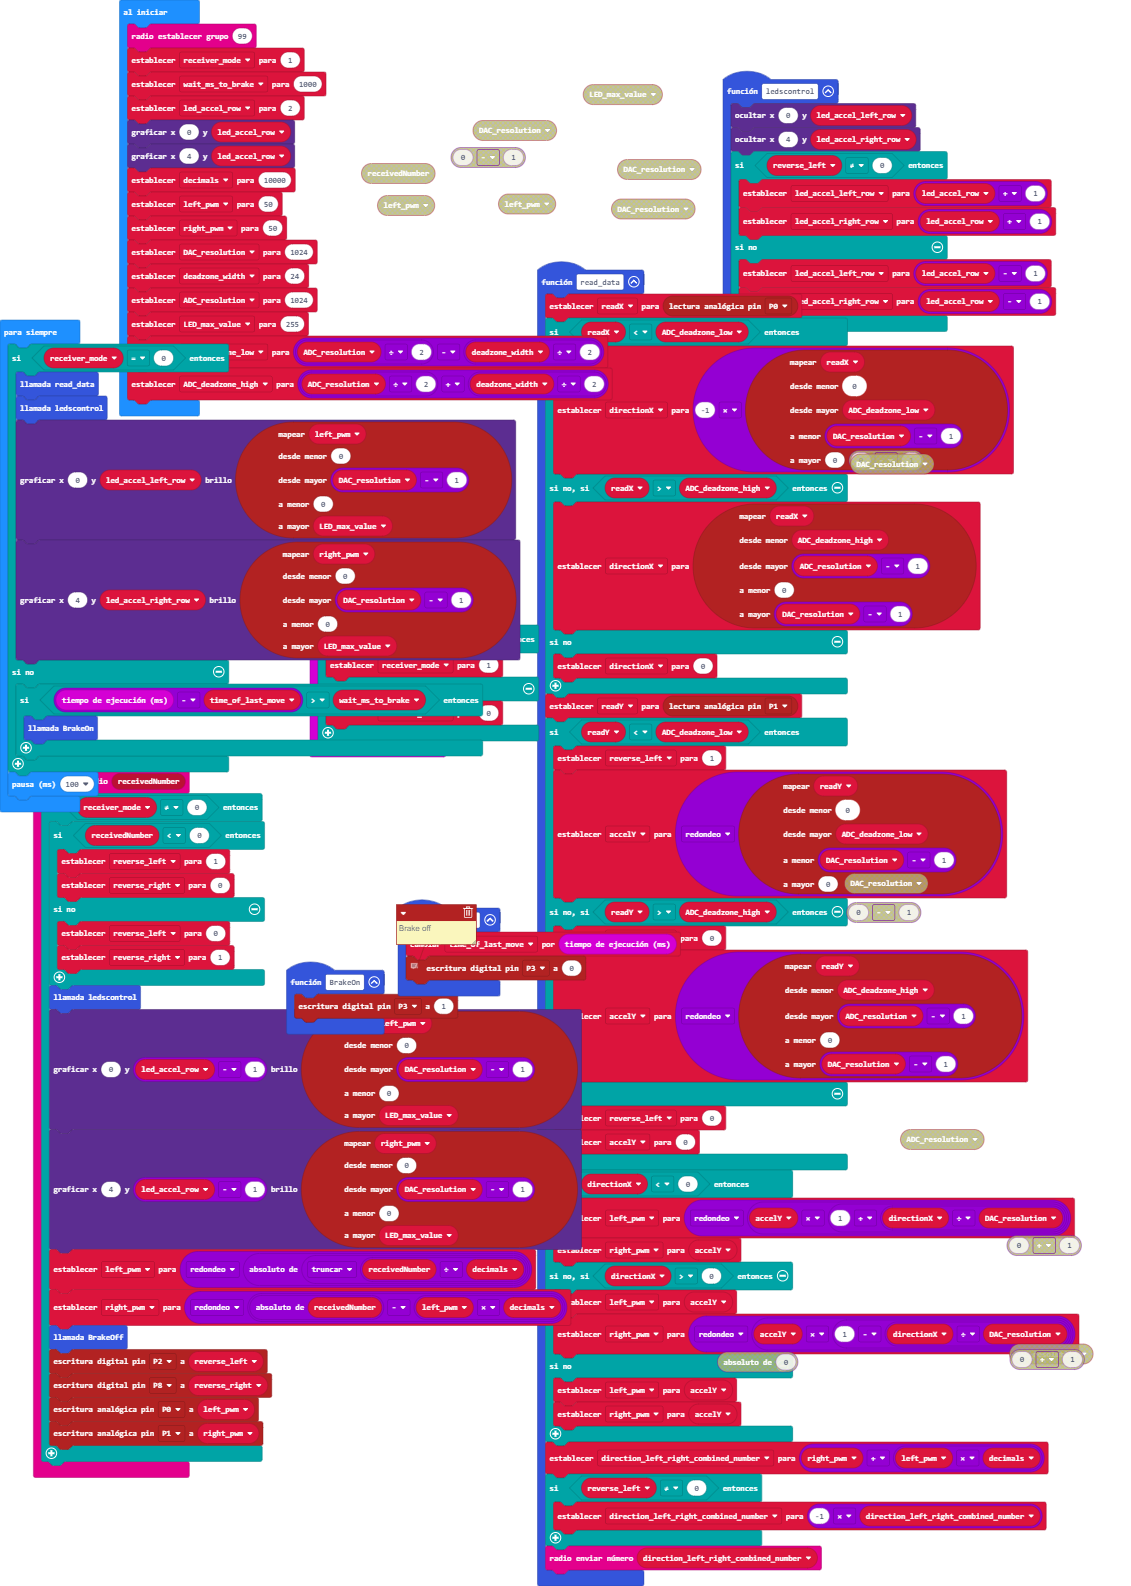 al iniciar
radio establecer grupo 99
establecer receiver_mode para 1
establecer wait_ms_to_brake para 1000
establecer led_accel_row para 2
graficar x 0 y led_accel_row
graficar x 4 y led_accel_row
establecer decimals para 10000
establecer left_pwm para 50
establecer right_pwm para 50
establecer DAC_resolution para 1024
establecer deadzone_width para 24
establecer ADC_resolution para 1024
establecer LED_max_value para 255
ne_low para ADC_resolution ÷ 2 - deadzone_width ÷ 2
establecer ADC_deadzone_high para ADC_resolution ÷ 2 + deadzone_width ÷ 2
LED_max_value
DAC_resolution
0 - 1
receivedNumber
left_pwm
left_pwm
DAC_resolution
DAC_resolution
función ledscontrol
ocultar x 0 y led_accel_left_row
ocultar x 4 y led_accel_right_row
si reverse_left ≠ 0 entonces
establecer led_accel_left_row para led_accel_row + 1
establecer led_accel_right_row para led_accel_row + 1
si no
establecer led_accel_left_row para led_accel_row - 1
ed_accel_right_row para led_accel_row - 1
para siempre
si receiver_mode = 0 entonces
llamada read_data
llamada ledscontrol
graficar x 0 y led_accel_left_row brillo
mapear left_pwm
desde menor 0
desde mayor DAC_resolution - 1
a menor 0
a mayor LED_max_value
graficar x 4 y led_accel_right_row brillo
mapear right_pwm
desde menor 0
desde mayor DAC_resolution - 1
a menor 0
a mayor LED_max_value
si no
si tiempo de ejecución (ms) - time_of_last_move > wait_ms_to_brake entonces
llamada BrakeOn
pausa (ms) 100
ces
establecer receiver_mode para 1
0
io receivedNumber
receiver_mode ≠ 0 entonces
si receivedNumber < 0 entonces
establecer reverse_left para 1
establecer reverse_right para 0
si no
establecer reverse_left para 0
establecer reverse_right para 1
llamada ledscontrol
graficar x 0 y led_accel_row - 1 brillo
eft_pwm
desde menor 0
desde mayor DAC_resolution - 1
a menor 0
a mayor LED_max_value
graficar x 4 y led_accel_row - 1 brillo
mapear right_pwm
desde menor 0
desde mayor DAC_resolution - 1
a menor 0
a mayor LED_max_value
establecer left_pwm para redondeo absoluto de truncar receivedNumber ÷ decimals
establecer right_pwm para redondeo absoluto de receivedNumber - left_pwm × decimals
llamada BrakeOff
escritura digital pin P2 a reverse_left
escritura digital pin P8 a reverse_right
escritura analógica pin P0 a left_pwm
escritura analógica pin P1 a right_pwm
Brake off
time_of_last_move por tiempo de ejecución (ms)
escritura digital pin P3 a 0
función BrakeOn
escritura digital pin P3 a 1
función read_data
establecer readX para lectura analógica pin P0
si readX < ADC_deadzone_low entonces
establecer directionX para -1 ×
mapear readX
desde menor 0
desde mayor ADC_deadzone_low
a menor DAC_resolution - 1
a mayor 0
DAC_resolution
si no, si readX > ADC_deadzone_high entonces
establecer directionX para
mapear readX
desde menor ADC_deadzone_high
desde mayor ADC_resolution - 1
a menor 0
a mayor DAC_resolution - 1
si no
establecer directionX para 0
establecer readY para lectura analógica pin P1
si readY < ADC_deadzone_low entonces
establecer reverse_left para 1
establecer accelY para redondeo
mapear readY
desde menor 0
desde mayor ADC_deadzone_low
a menor DAC_resolution - 1
a mayor 0 DAC_resolution
si no, si readY > ADC_deadzone_high entonces
0 - 1
para 0
lecer accelY para redondeo
mapear readY
desde menor ADC_deadzone_high
desde mayor ADC_resolution - 1
a menor 0
a mayor DAC_resolution - 1
lecer reverse_left para 0
lecer accelY para 0
ADC_resolution
directionX < 0 entonces
lecer left_pwm para redondeo accelY × 1 + directionX ÷ DAC_resolution
0 + 1
establecer right_pwm para accelY
si no, si directionX > 0 entonces
ablecer left_pwm para accelY
establecer right_pwm para redondeo accelY × 1 - directionX ÷ DAC_resolution
0 + 1
si no
absoluto de 0
establecer left_pwm para accelY
establecer right_pwm para accelY
establecer direction_left_right_combined_number para right_pwm + left_pwm × decimals
si reverse_left ≠ 0 entonces
establecer direction_left_right_combined_number para -1 × direction_left_right_combined_number
radio enviar número direction_left_right_combined_number